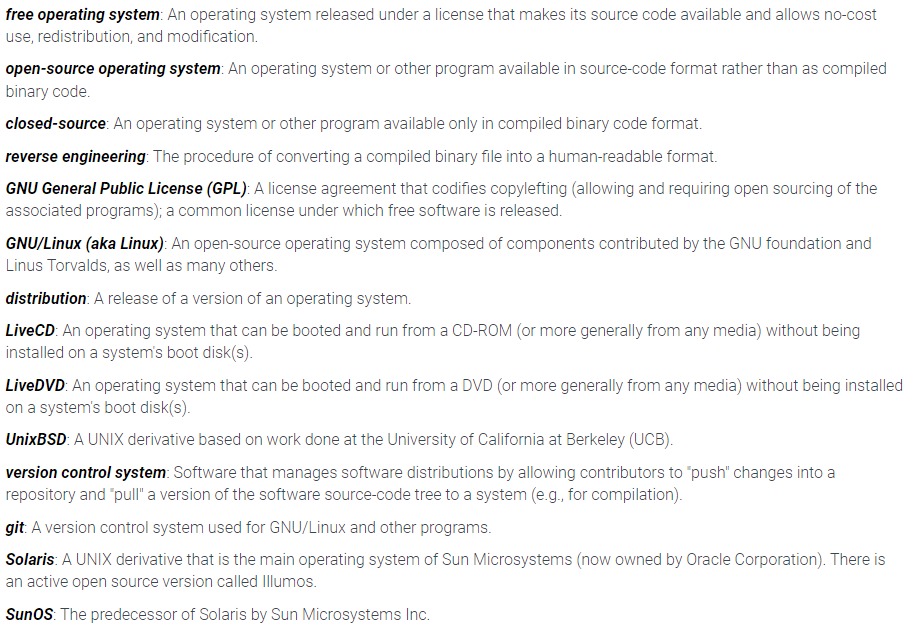 free operating system: An operating system released under a license that makes its source code available and allows no-cost
use, redistribution, and modification.
open-source operating system: An operating system or other program available in source-code format rather than as compiled
binary code.
closed-source: An operating system or other program available only in compiled binary code format.
reverse engineering: The procedure of converting a compiled binary file into a human-readable format.
GNU General Public License (GPL): A license agreement that codifies copylefting (allowing and requiring open sourcing of the
associated programs); a common license under which free software is released.
GNU/Linux (aka Linux): An open-source operating system composed of components contributed by the GNU foundation and
Linus Torvalds, as well as many others.
distribution: A release of a version of an operating system.
LiveCD: An operating system that can be booted and run from a CD-ROM (or more generally from any media) without being
installed on a system's boot disk(s).
LiveDVD: An operating system that can be booted and run from a DVD (or more generally from any media) without being installed
on a system's boot disk(s).
UnixBSD: A UNIX derivative based on work done at the University of California at Berkeley (UCB).
version control system: Software that manages software distributions by allowing contributors to "push" changes into a
repository and "pull" a version of the software source-code tree to a system (e.g., for compilation).
git: A version control system used for GNU/Linux and other programs.
Solaris: A UNIX derivative that is the main operating system of Sun Microsystems (now owned by Oracle Corporation). There is
an active open source version called Illumos.
SunOS: The predecessor of Solaris by Sun Microsystems Inc.